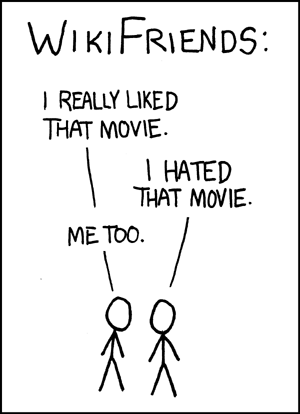 WIKIFRIENDS:
I REALLY LIKED
THAT MOVIE.
I HATED
THAT MOVIE.
ME TOO.